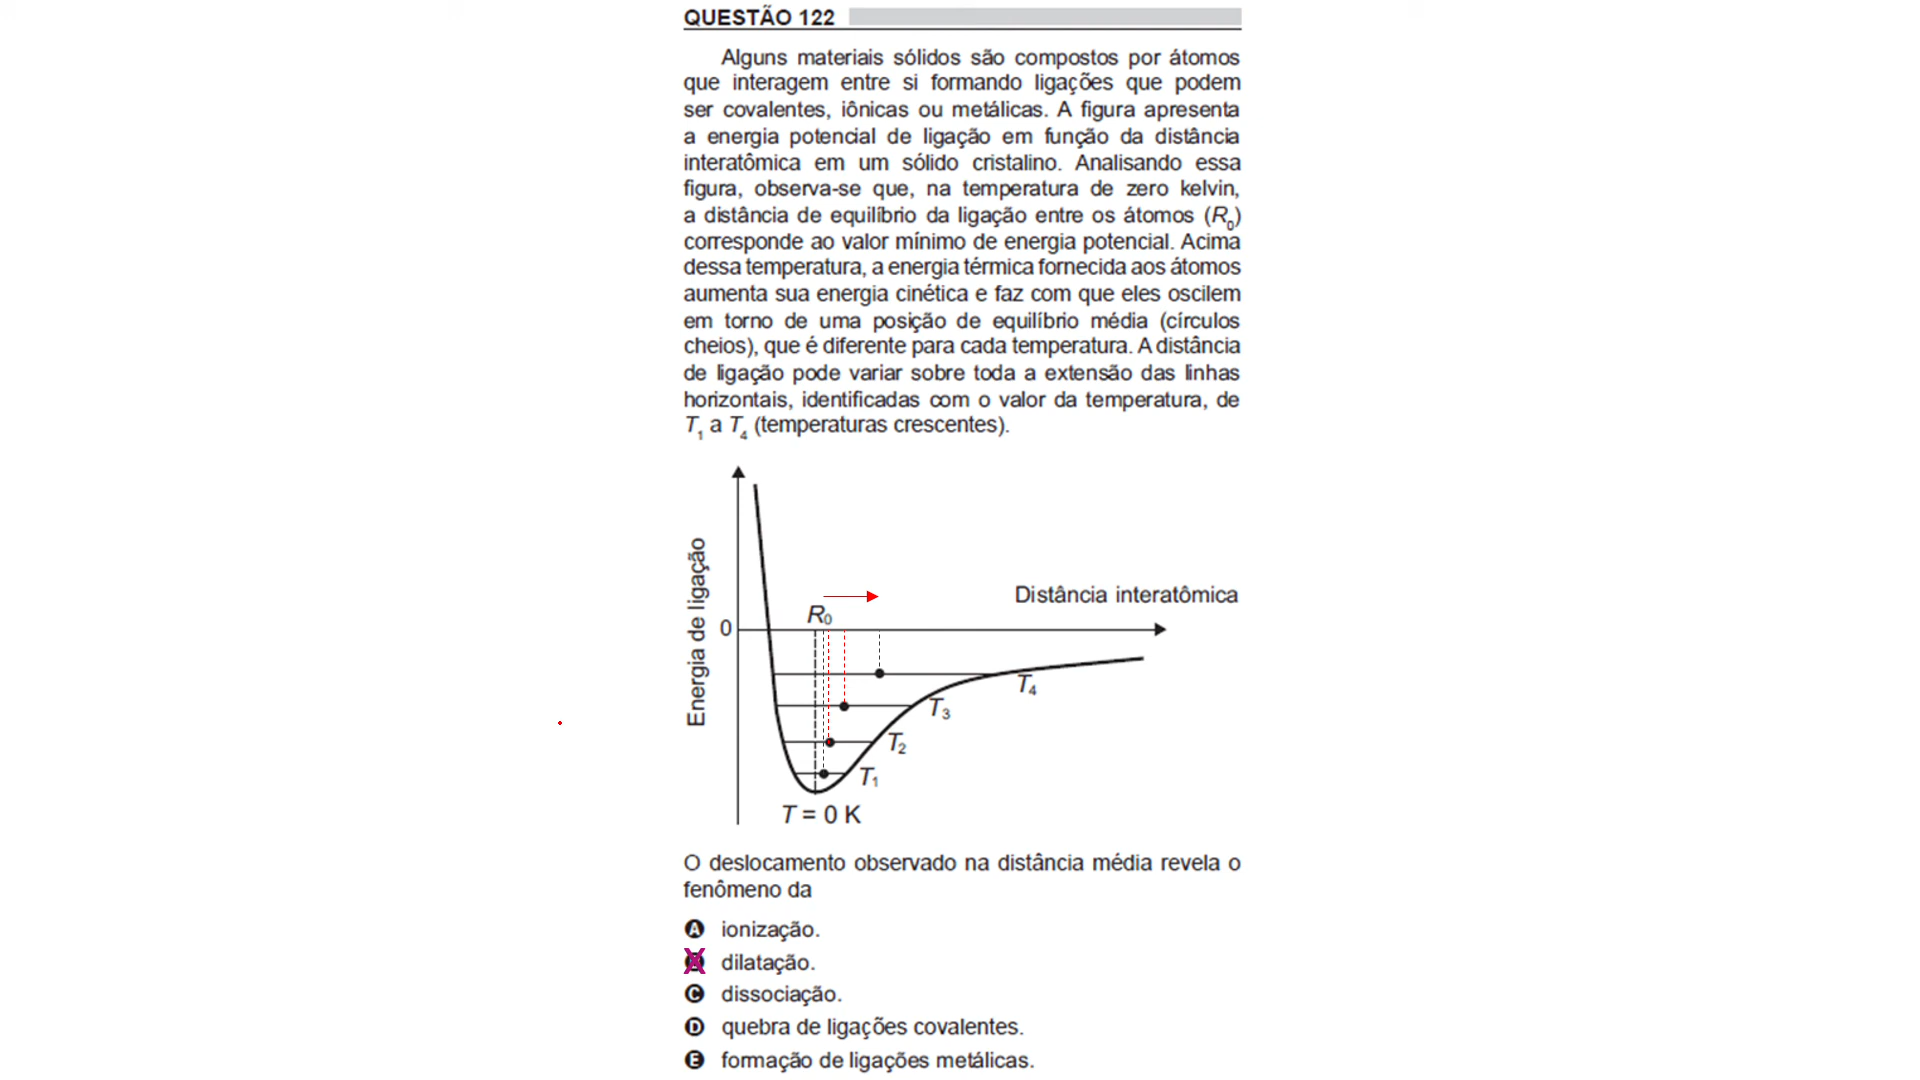 QUESTÃO 122
Alguns materiais sólidos são compostos por átomos
que interagem entre si formando ligações que podem
ser covalentes, iônicas ou metálicas. A figura apresenta
a energia potencial de ligação em função da distância
interatômica em um sólido cristalino. Analisando essa
figura, observa-se que, na temperatura de zero kelvin,
a distância de equilíbrio da ligação entre os átomos (R₀)
corresponde ao valor mínimo de energia potencial. Acima
dessa temperatura, a energia térmica fornecida aos átomos
aumenta sua energia cinética e faz com que eles oscilem
em torno de uma posição de equilíbrio média (círculos
cheios), que é diferente para cada temperatura. A distância
de ligação pode variar sobre toda a extensão das linhas
horizontais, identificadas com o valor da temperatura, de
T₁ a T₄ (temperaturas crescentes).
Energia de ligação
Distância interatômica
R₀
0
T₄
T₃
T₂
T₁
T = 0 K
O deslocamento observado na distância média revela o
fenômeno da
A ionização.
X dilatação.
C dissociação.
D quebra de ligações covalentes.
E formação de ligações metálicas.